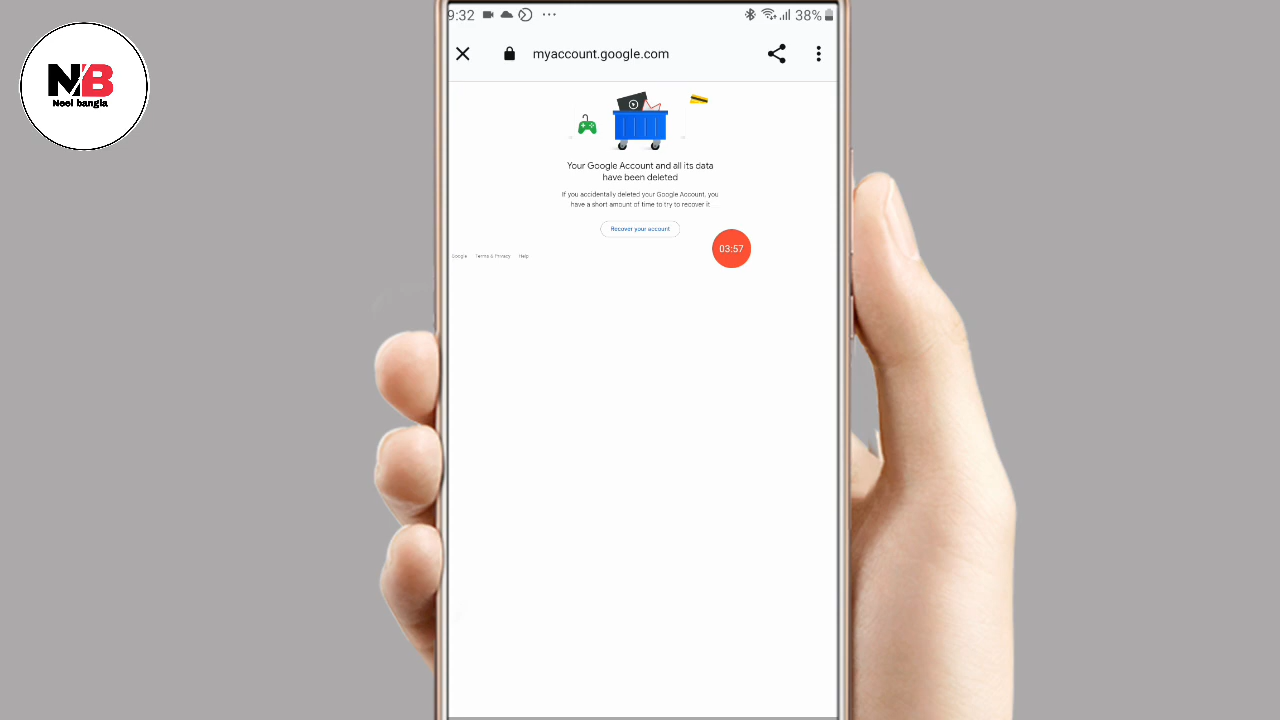 9:32 ... 38%
myaccount.google.com
NB
Neel bangla
Your Google Account and all its data
have been deleted
If you accidentally deleted your Google Account, you
have a short amount of time to try to recover it
Recover your account
03:57
Google Terms & Privacy Help